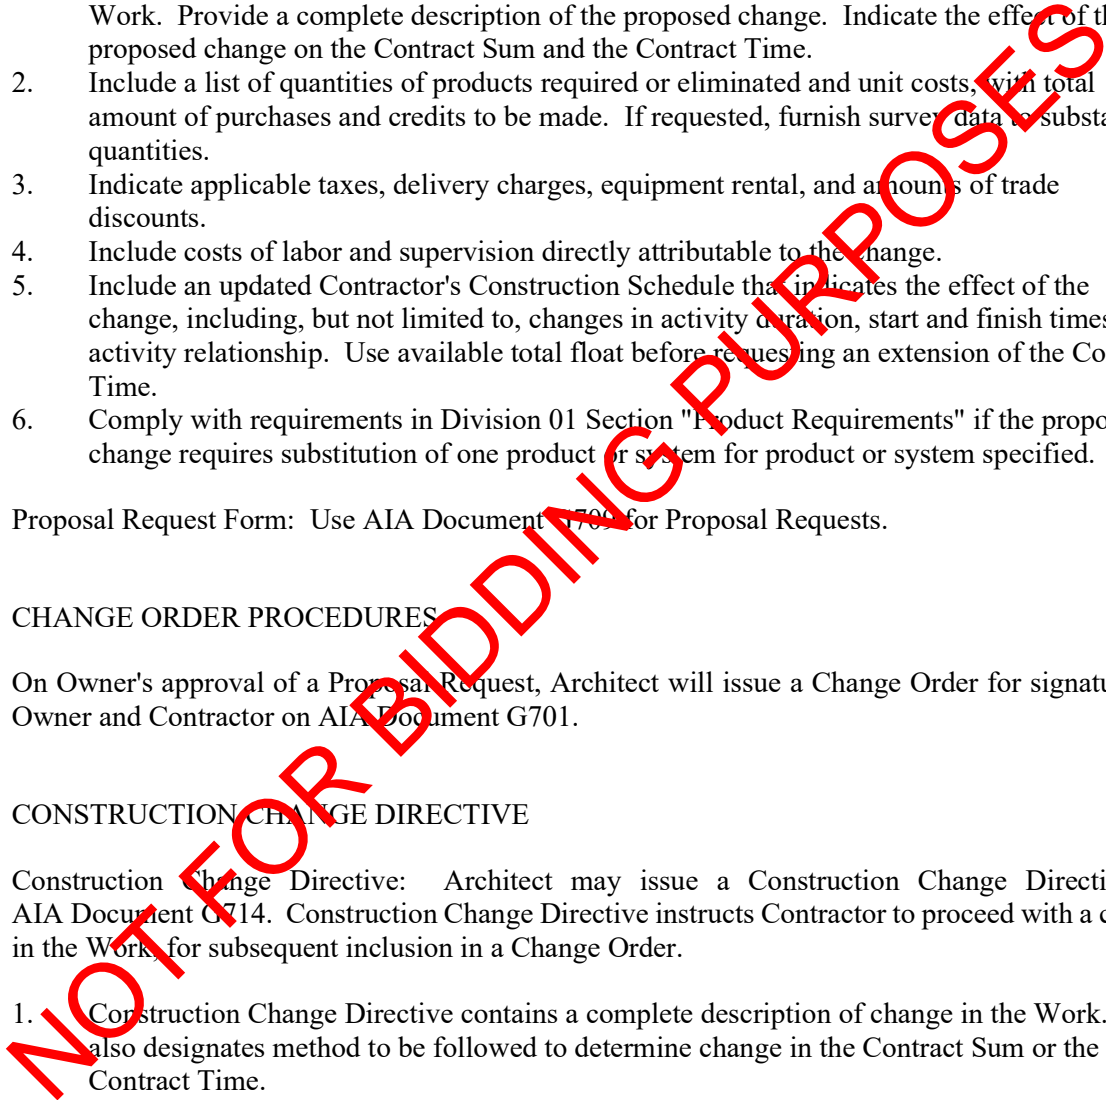 Work. Provide a complete description of the proposed change. Indicate the effect of th
proposed change on the Contract Sum and the Contract Time.
2. Include a list of quantities of products required or eliminated and unit costs, with total
amount of purchases and credits to be made. If requested, furnish survey data to substa
quantities.
3. Indicate applicable taxes, delivery charges, equipment rental, and amounts of trade
discounts.
4. Include costs of labor and supervision directly attributable to the change.
5. Include an updated Contractor's Construction Schedule that indicates the effect of the
change, including, but not limited to, changes in activity duration, start and finish times
activity relationship. Use available total float before requesting an extension of the Co
Time.
6. Comply with requirements in Division 01 Section "Product Requirements" if the propo
change requires substitution of one product or system for product or system specified.
Proposal Request Form: Use AIA Document G709 for Proposal Requests.
CHANGE ORDER PROCEDURES
On Owner's approval of a Proposal Request, Architect will issue a Change Order for signatu
Owner and Contractor on AIA Document G701.
CONSTRUCTION CHANGE DIRECTIVE
Construction Change Directive: Architect may issue a Construction Change Directi
AIA Document G714. Construction Change Directive instructs Contractor to proceed with a c
in the Work, for subsequent inclusion in a Change Order.
1. Construction Change Directive contains a complete description of change in the Work.
also designates method to be followed to determine change in the Contract Sum or the
Contract Time.
NOT FOR BIDDING PURPOSES